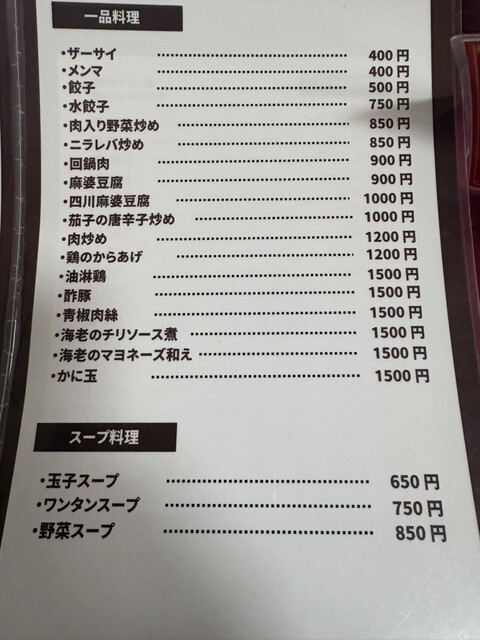 一品料理
・ザーサイ ………………… 400円
・メンマ ………………… 400円
・餃子 ………………… 500円
・水餃子 ………………… 750円
・肉入り野菜炒め ………………… 850円
・ニラレバ炒め ………………… 850円
・回鍋肉 ………………… 900円
・麻婆豆腐 ………………… 900円
・四川麻婆豆腐 ………………… 1000円
・茄子の唐辛子炒め ………………… 1000円
・肉炒め ………………… 1200円
・鶏のからあげ ………………… 1200円
・油淋鶏 ………………… 1500円
・酢豚 ………………… 1500円
・青椒肉絲 ………………… 1500円
・海老のチリソース煮 ………………… 1500円
・海老のマヨネーズ和え ………………… 1500円
・かに玉 ………………… 1500円
スープ料理
・玉子スープ ………………… 650円
・ワンタンスープ ………………… 750円
・野菜スープ ………………… 850円